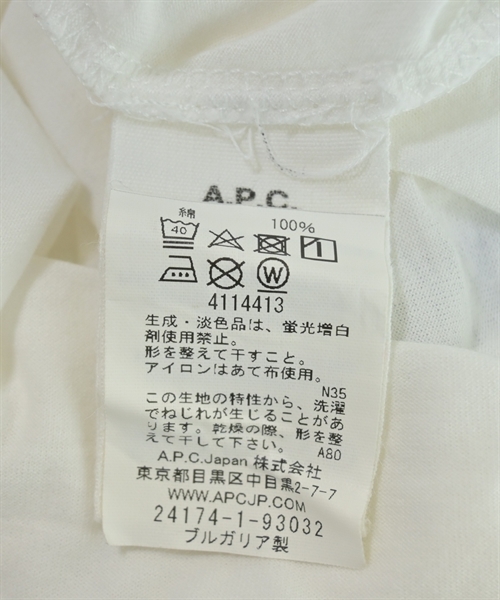 A.P.C.
綿 100%
40
W
4114413
生成・淡色品は、蛍光増白
剤使用禁止。
形を整えて干すこと。
アイロンはあて布使用。
N35
この生地の特性から、洗濯
でねじれが生じることがあ
ります。乾燥の際、形を整
えて干して下さい。 A80
A.P.C.Japan 株式会社
東京都目黒区中目黒2-7-7
WWW.APCJP.COM
24174-1-93032
ブルガリア製